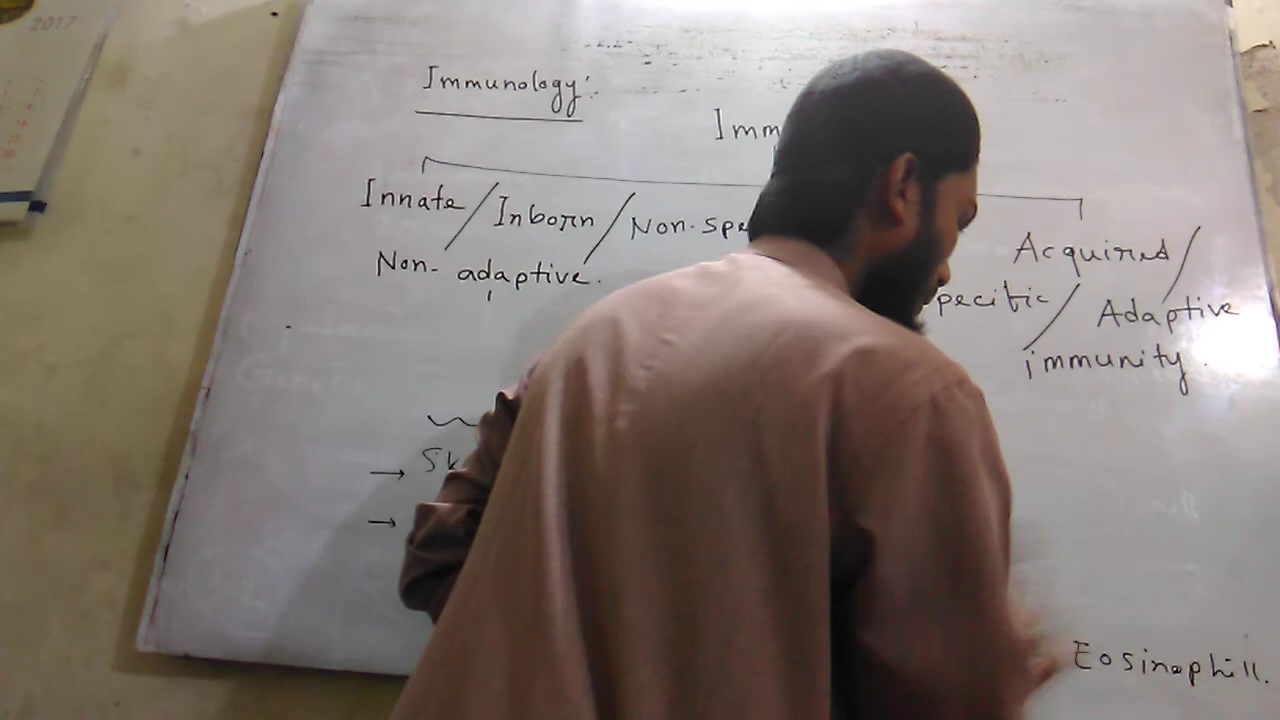 2017
Immunology:
Imm
Innate / Inborn / Non-spe
Non-adaptive.
Acquired /
pecific / Adaptive
immunity.
→ Sk
→
Eosinophill.